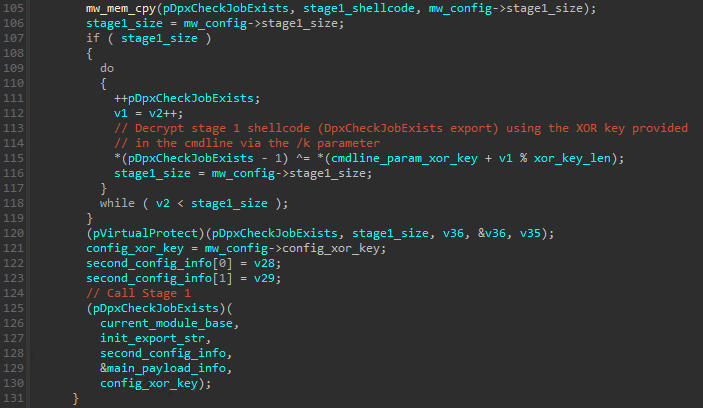 105 mw_mem_cpy(pDpxCheckJobExists, stage1_shellcode, mw_config->stage1_size);
106 stage1_size = mw_config->stage1_size;
107 if ( stage1_size )
108 {
109 do
110 {
111 ++pDpxCheckJobExists;
112 v1 = v2++;
113 // Decrypt stage 1 shellcode (DpxCheckJobExists export) using the XOR key provided
114 // in the cmdline via the /k parameter
115 *(pDpxCheckJobExists - 1) ^= *(cmdline_param_xor_key + v1 % xor_key_len);
116 stage1_size = mw_config->stage1_size;
117 }
118 while ( v2 < stage1_size );
119 }
120 (pVirtualProtect)(pDpxCheckJobExists, stage1_size, v36, &v36, v35);
121 config_xor_key = mw_config->config_xor_key;
122 second_config_info[0] = v28;
123 second_config_info[1] = v29;
124 // Call Stage 1
125 (pDpxCheckJobExists)(
126 current_module_base,
127 init_export_str,
128 second_config_info,
129 &main_payload_info,
130 config_xor_key);
131 }